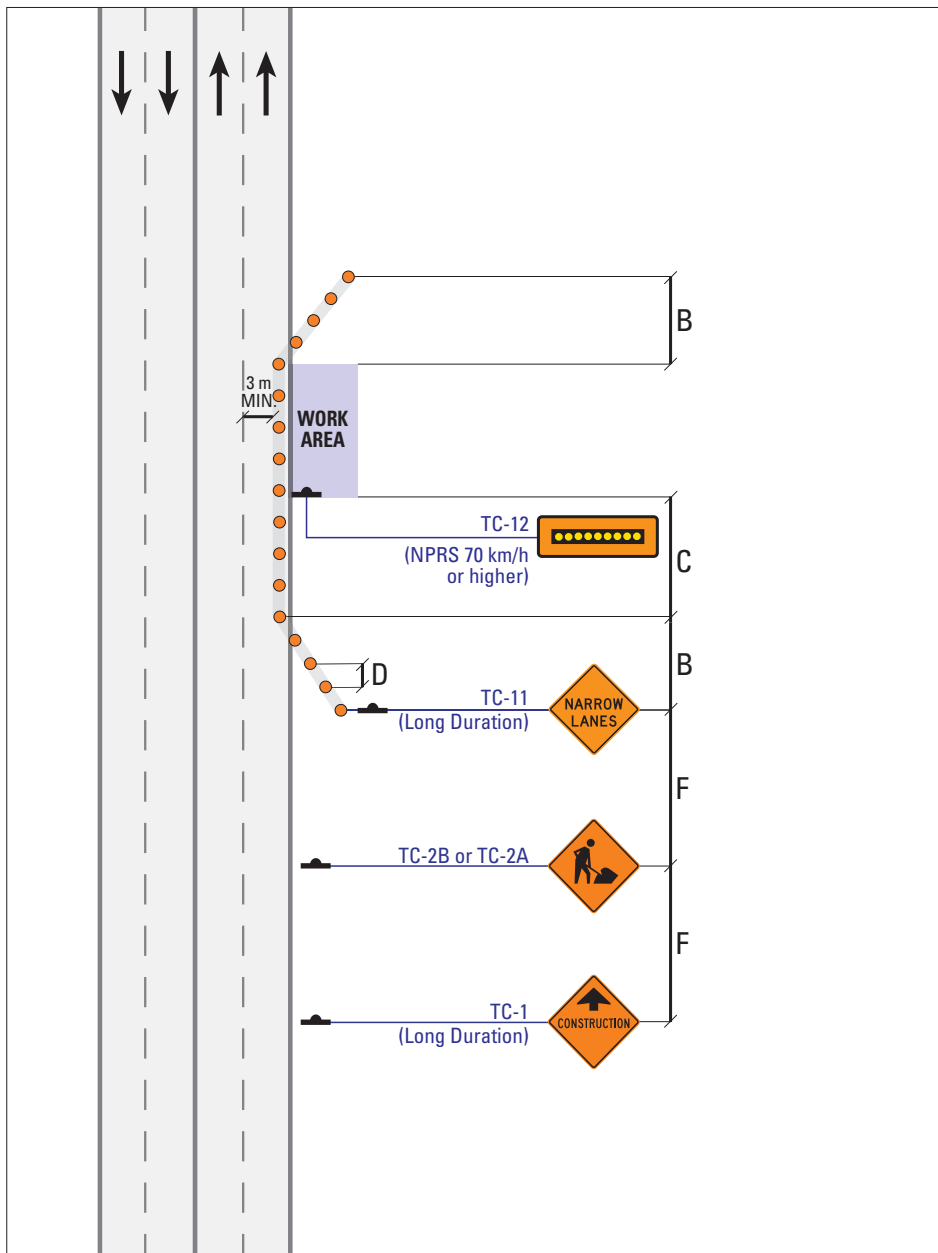 B
3 m
MIN.
WORK
AREA
TC-12
(NPRS 70 km/h
or higher)
C
B
D
TC-11
(Long Duration)
NARROW
LANES
F
TC-2B or TC-2A
F
TC-1
(Long Duration)
CONSTRUCTION